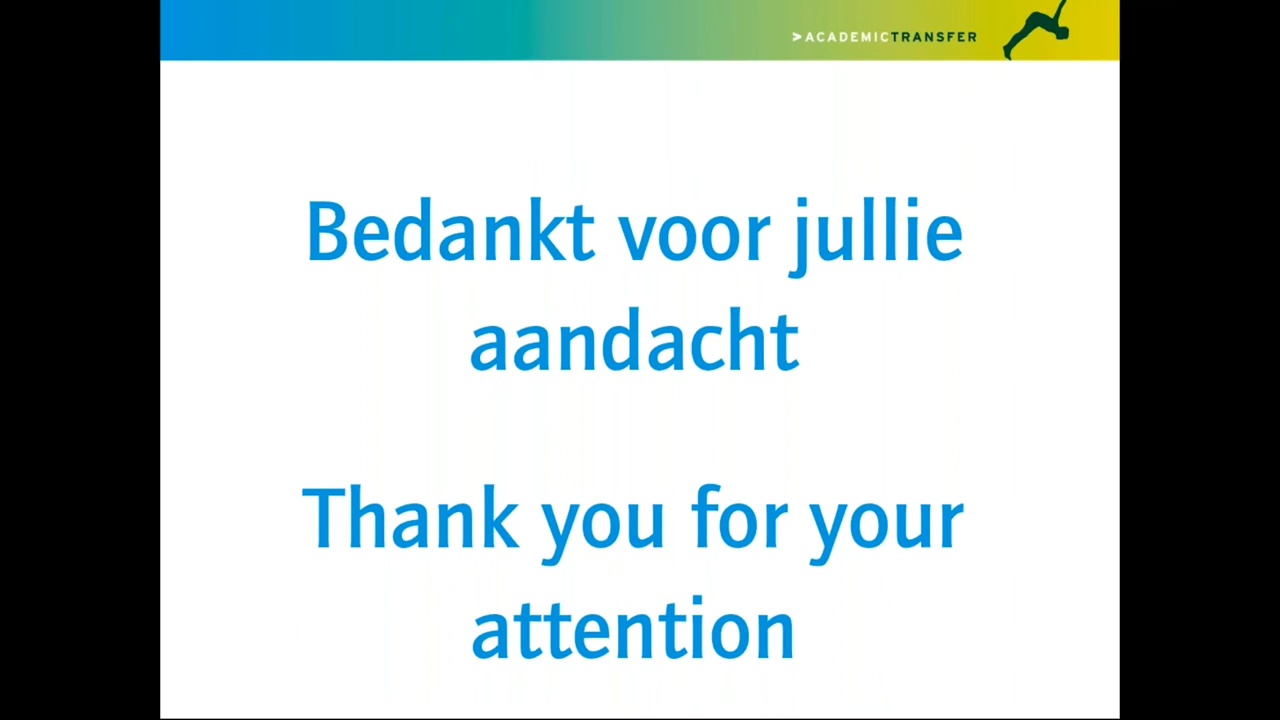 >ACADEMICTRANSFER
Bedankt voor jullie
aandacht
Thank you for your
attention